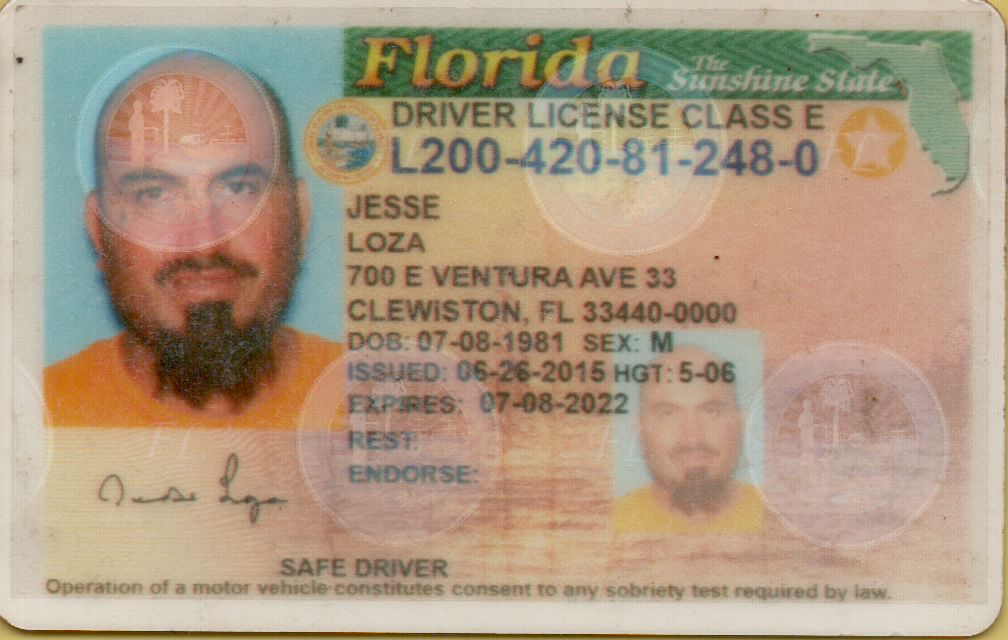 Florida
The
Sunshine State
DRIVER LICENSE CLASS E
L200-420-81-248-0
JESSE
LOZA
700 E VENTURA AVE 33
CLEWISTON, FL 33440-0000
DOB: 07-08-1981 SEX: M
ISSUED: 06-26-2015 HGT: 5-06
EXPIRES: 07-08-2022
REST:
ENDORSE:
Jesse Loza
SAFE DRIVER
Operation of a motor vehicle constitutes consent to any sobriety test required by law.